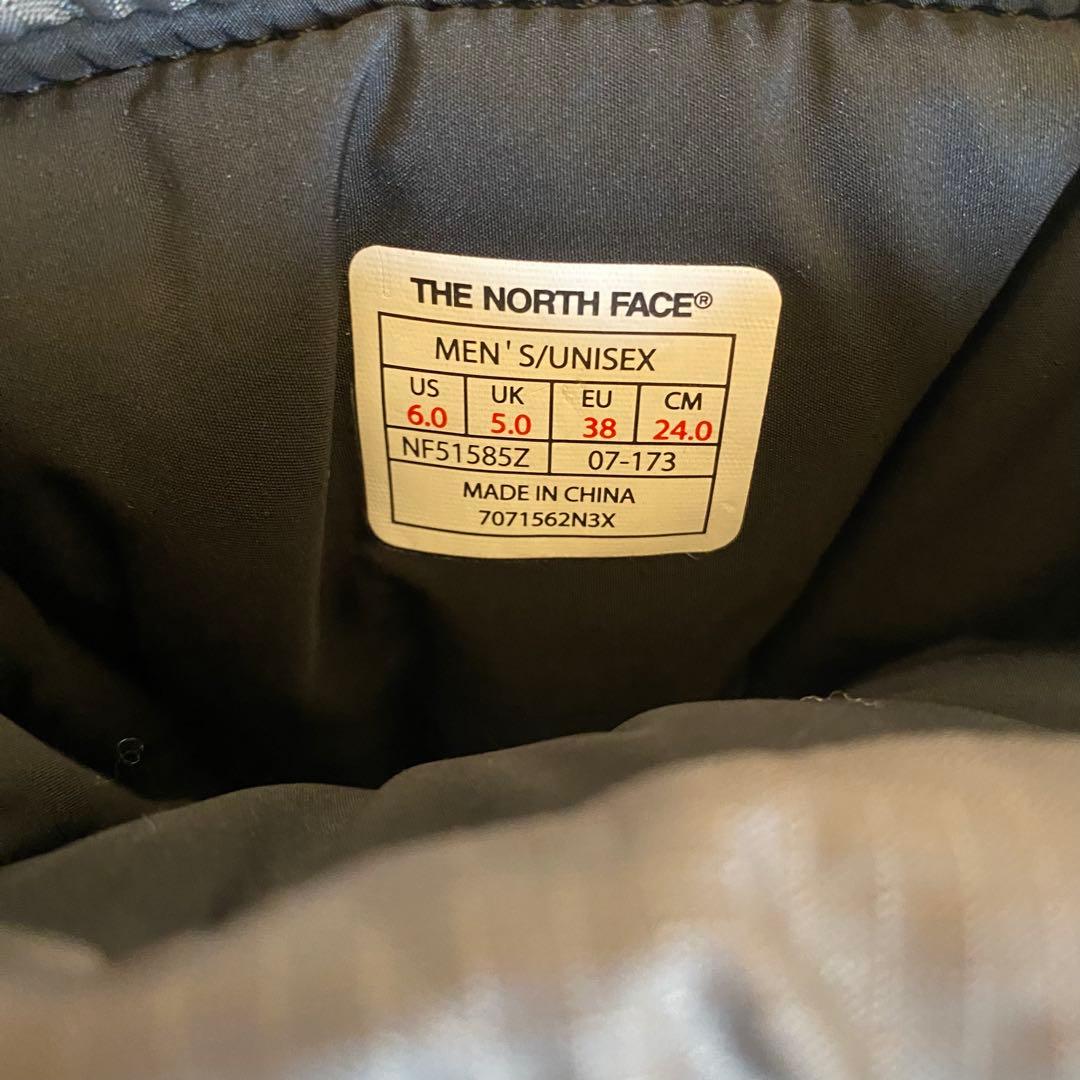 THE NORTH FACE®
MEN'S/UNISEX
US UK EU CM
6.0 5.0 38 24.0
NF51585Z 07-173
MADE IN CHINA
7071562N3X